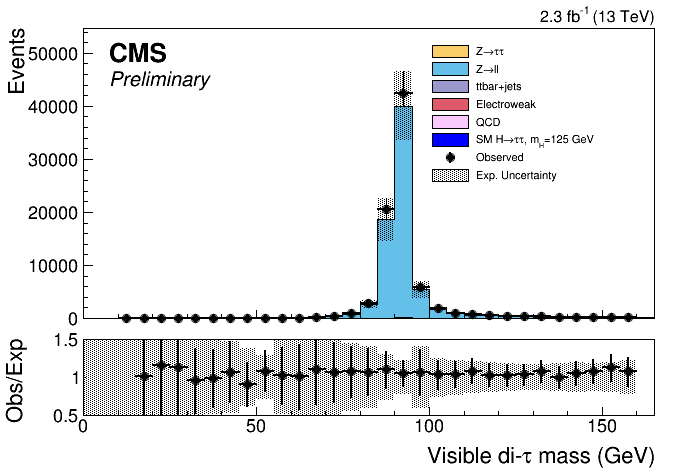 2.3 fb⁻¹ (13 TeV)
Events
CMS
Preliminary
50000
40000
30000
20000
10000
0
Z→ττ
Z→ll
ttbar+jets
Electroweak
QCD
SM H→ττ, m_H=125 GeV
Observed
Exp. Uncertainty
Obs/Exp
1.5
1
0.5
0 50 100 150
Visible di-τ mass (GeV)